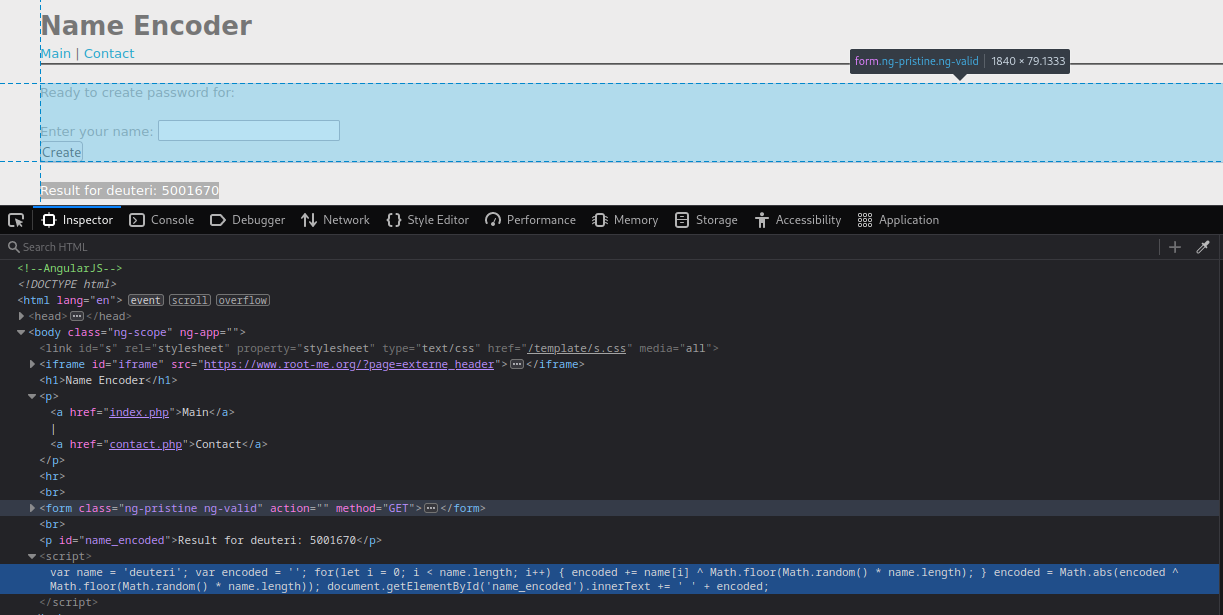 Name Encoder
Main | Contact
form.ng-pristine.ng-valid | 1840 × 79.1333
Ready to create password for:
Enter your name:
Create
Result for deuteri: 5001670
Inspector Console Debugger Network Style Editor Performance Memory Storage Accessibility Application
Search HTML
<!--AngularJS-->
<!DOCTYPE html>
<html lang="en"> event scroll overflow
<head> ··· </head>
<body class="ng-scope" ng-app="">
<link id="s" rel="stylesheet" property="stylesheet" type="text/css" href="/template/s.css" media="all">
<iframe id="iframe" src="https://www.root-me.org/?page=externe_header"> ··· </iframe>
<h1>Name Encoder</h1>
<p>
<a href="index.php">Main</a>
|
<a href="contact.php">Contact</a>
</p>
<hr>
<br>
<form class="ng-pristine ng-valid" action="" method="GET"> ··· </form>
<br>
<p id="name_encoded">Result for deuteri: 5001670</p>
<script>
var name = 'deuteri'; var encoded = ''; for(let i = 0; i < name.length; i++) { encoded += name[i] ^ Math.floor(Math.random() * name.length); } encoded = Math.abs(encoded ^
Math.floor(Math.random() * name.length)); document.getElementById('name_encoded').innerText += ' ' + encoded;
</script>